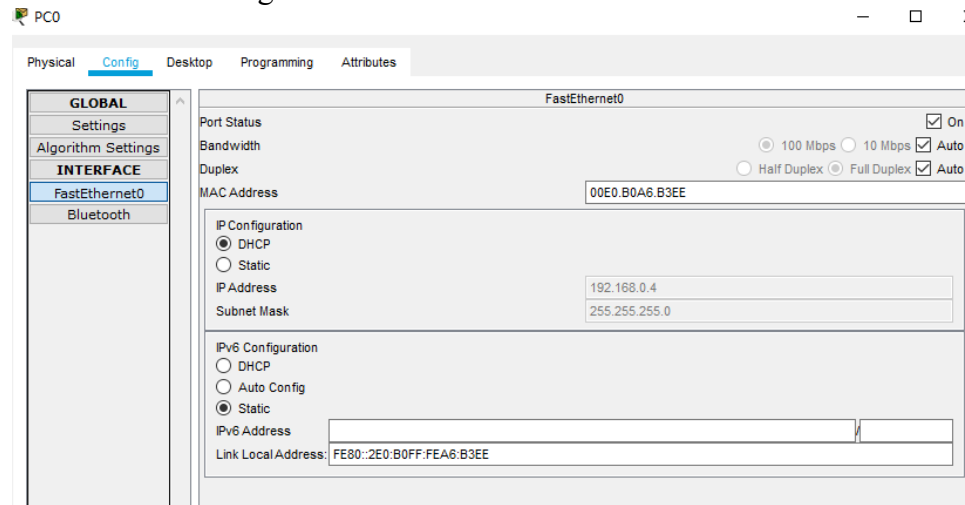 PC0
Physical Config Desktop Programming Attributes
GLOBAL
Settings
Algorithm Settings
INTERFACE
FastEthernet0
Bluetooth
FastEthernet0
Port Status On
Bandwidth 100 Mbps 10 Mbps Auto
Duplex Half Duplex Full Duplex Auto
MAC Address 00E0.B0A6.B3EE
IP Configuration
DHCP
Static
IP Address 192.168.0.4
Subnet Mask 255.255.255.0
IPv6 Configuration
DHCP
Auto Config
Static
IPv6 Address /
Link Local Address: FE80::2E0:B0FF:FEA6:B3EE